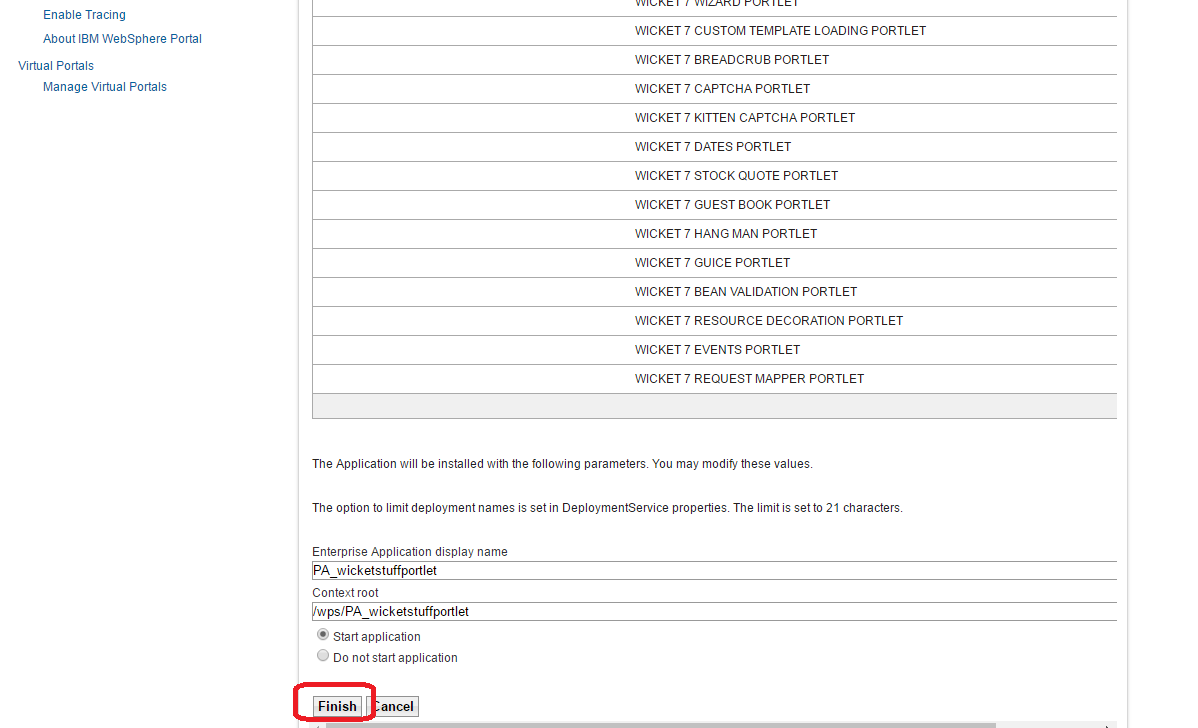 Enable Tracing
About IBM WebSphere Portal
Virtual Portals
Manage Virtual Portals
WICKET 7 WIZARD PORTLET
WICKET 7 CUSTOM TEMPLATE LOADING PORTLET
WICKET 7 BREADCRUB PORTLET
WICKET 7 CAPTCHA PORTLET
WICKET 7 KITTEN CAPTCHA PORTLET
WICKET 7 DATES PORTLET
WICKET 7 STOCK QUOTE PORTLET
WICKET 7 GUEST BOOK PORTLET
WICKET 7 HANG MAN PORTLET
WICKET 7 GUICE PORTLET
WICKET 7 BEAN VALIDATION PORTLET
WICKET 7 RESOURCE DECORATION PORTLET
WICKET 7 EVENTS PORTLET
WICKET 7 REQUEST MAPPER PORTLET
The Application will be installed with the following parameters. You may modify these values.
The option to limit deployment names is set in DeploymentService properties. The limit is set to 21 characters.
Enterprise Application display name
PA_wicketstuffportlet
Context root
/wps/PA_wicketstuffportlet
Start application
Do not start application
Finish Cancel